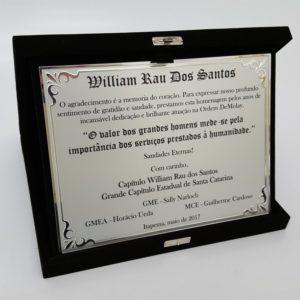 William Rau Dos Santos
O agradecimento é a memoria do coração. Para expressar nosso profundo
sentimento de gratidão e saudade, prestamos esta homenagem pelos anos de
incansável dedicação e brilhante atuação na Ordem DeMolay.
"O valor dos grandes homens mede-se pela
importância dos serviços prestados à humanidade."
Saudades Eternas!
Com carinho,
Capítulo William Rau dos Santos
Grande Capítulo Estadual de Santa Catarina
GME - Sally Narloch
GMEA - Horácio Ueda MCE - Guilherme Cardoso
Itapema, maio de 2017